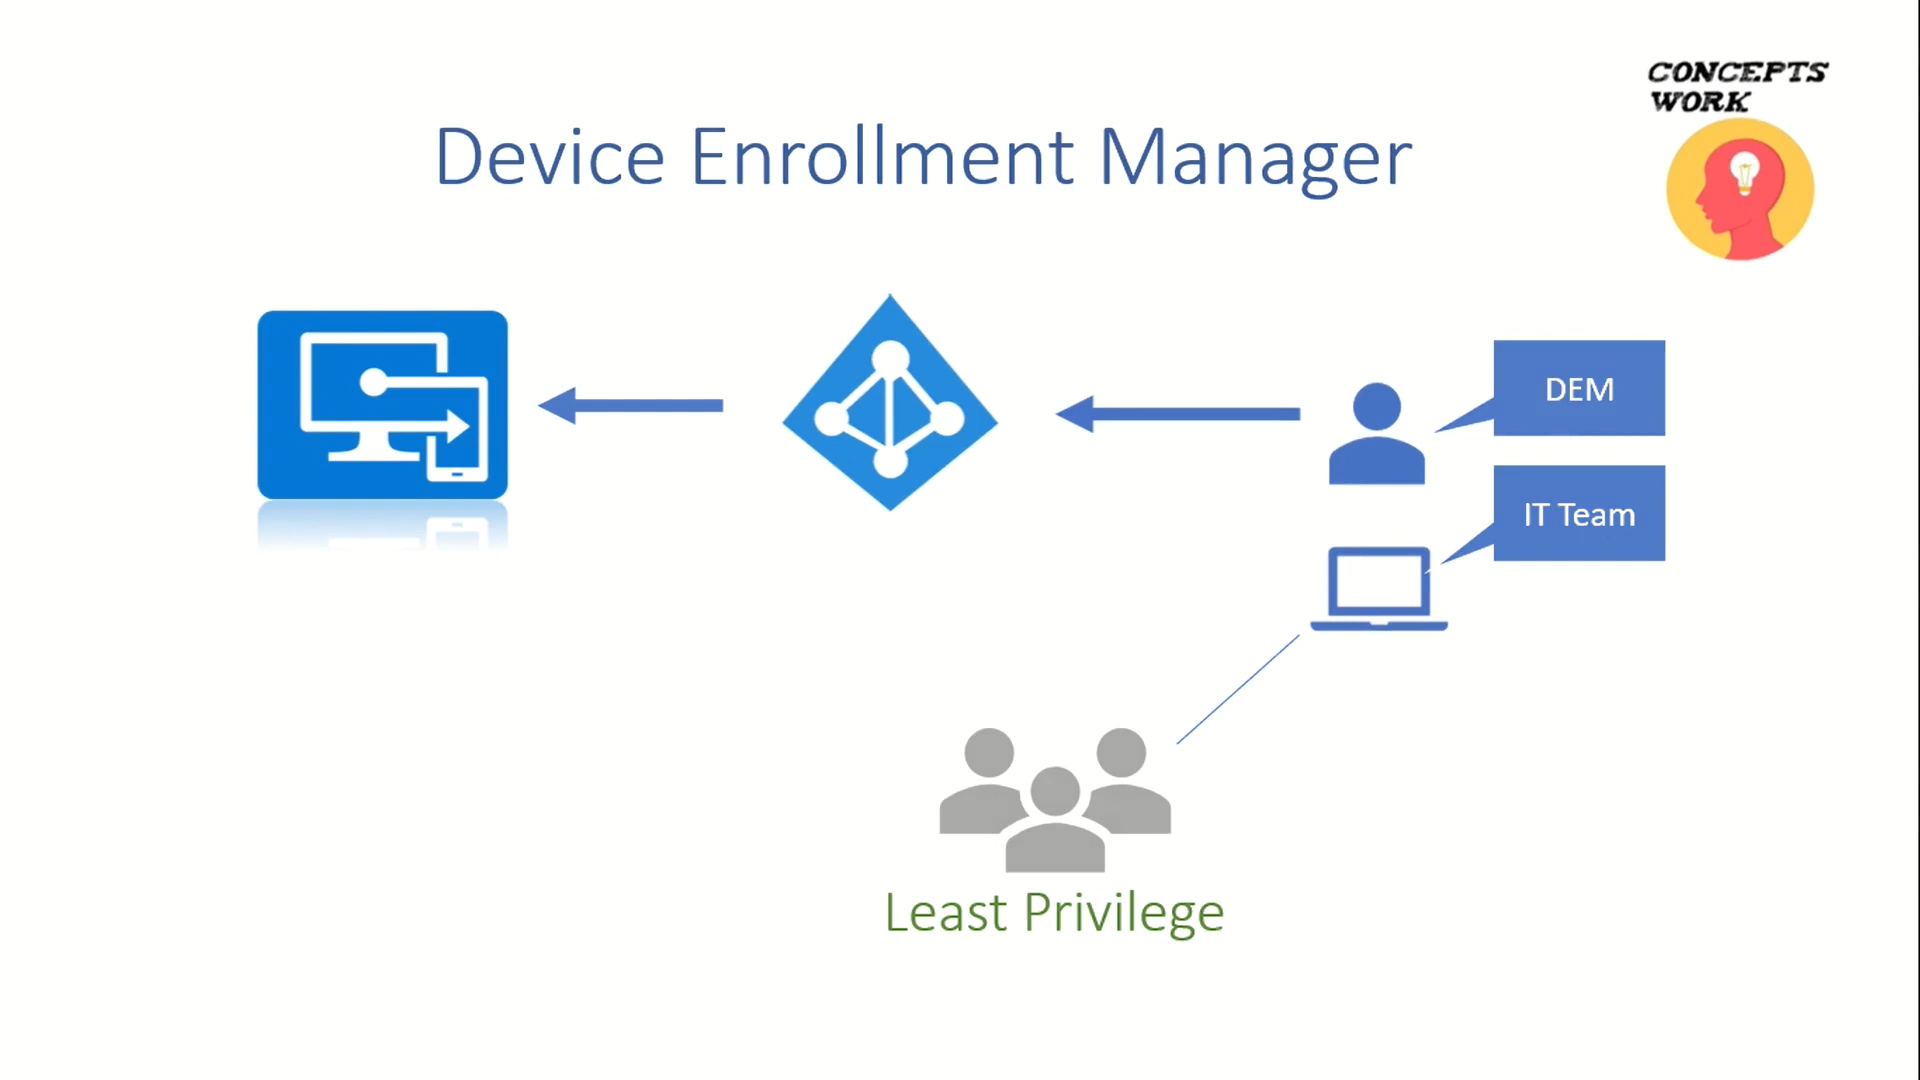 CONCEPTS
WORK
Device Enrollment Manager
DEM
IT Team
Least Privilege